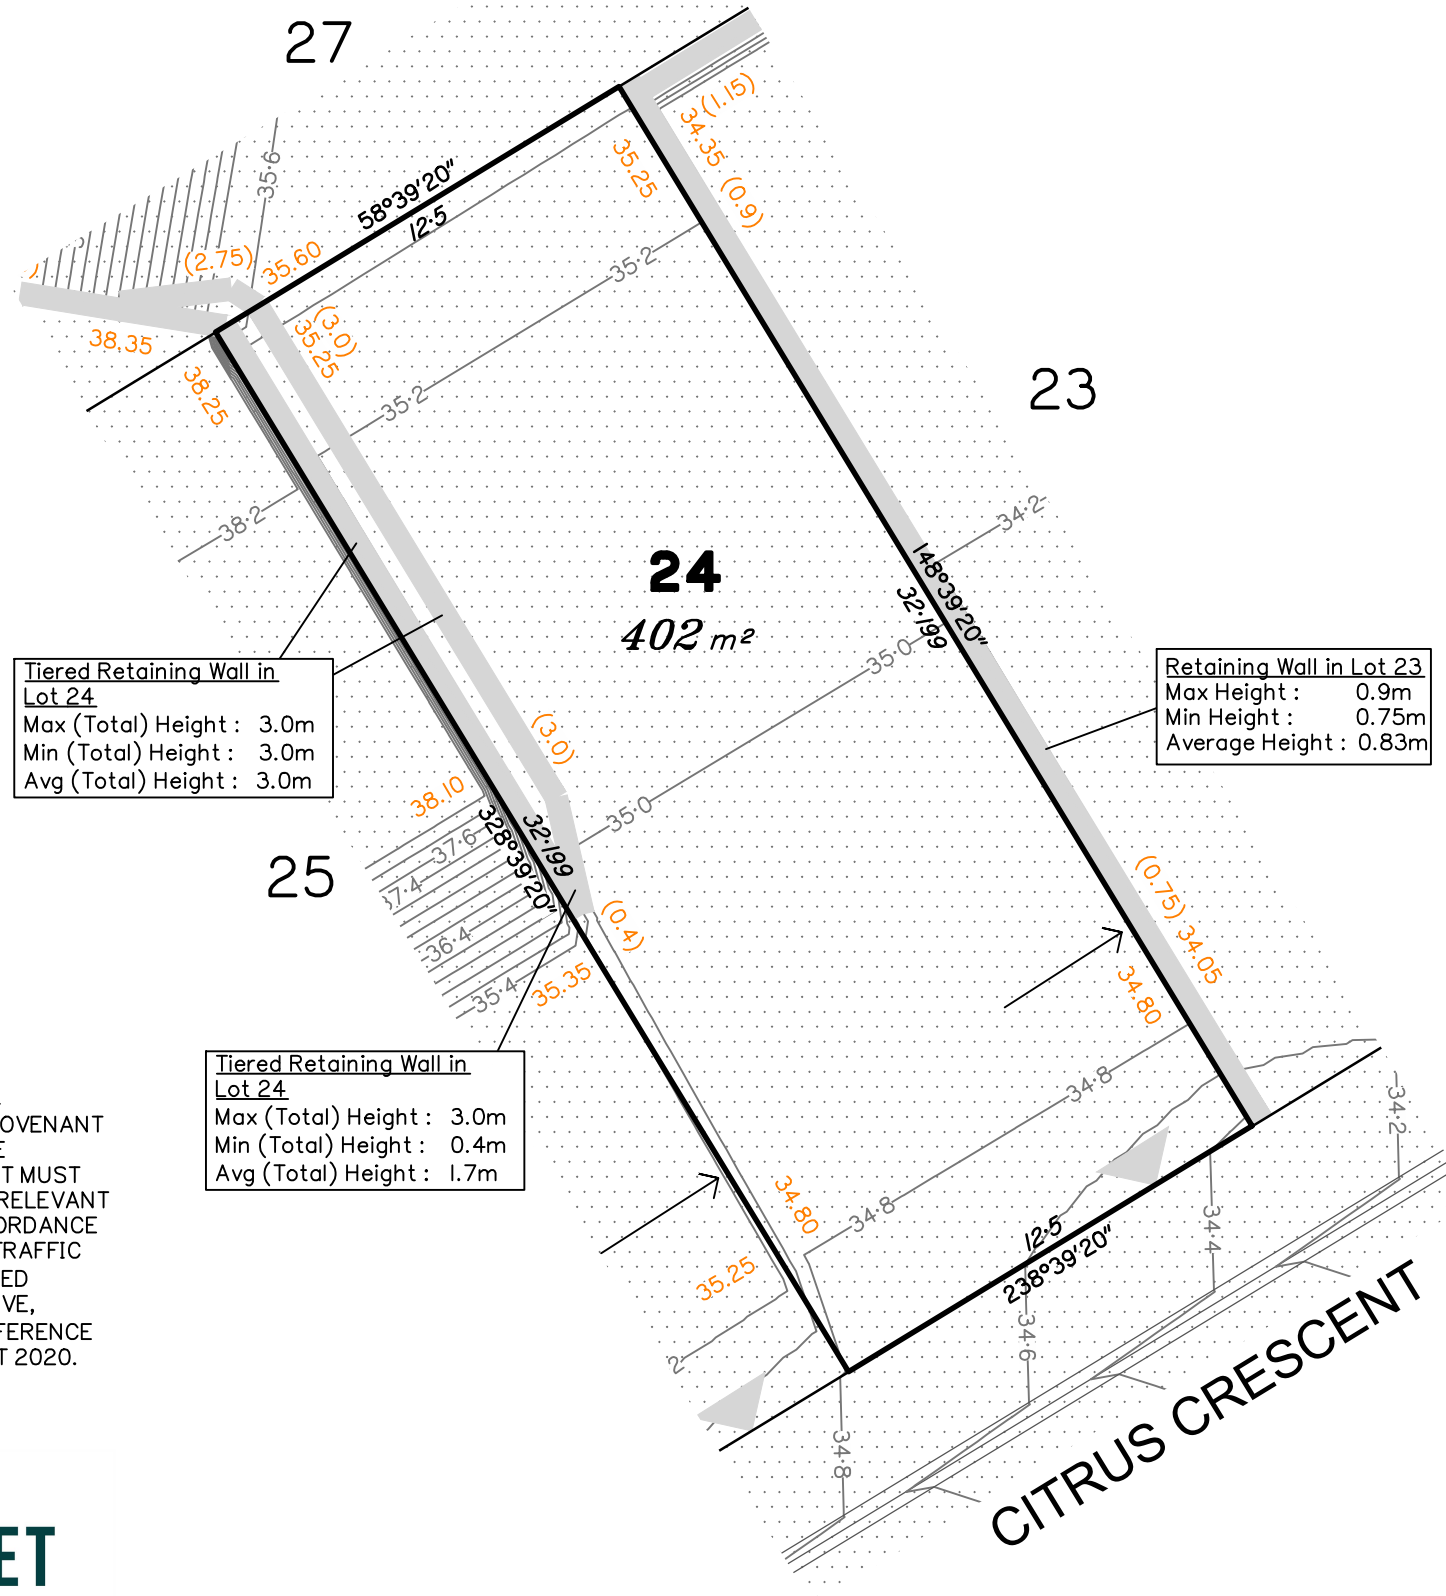 27
(1.15)
34.35
(0.9)
35.25
35·6
58°39'20"
12·5
(2.75)
35.60
35·2
(3.0)
35.25
38.35
38.25
35·2
23
38·2
34·2
24
402 m²
148°39'20"
32·199
35·0
Tiered Retaining Wall in
Lot 24
Max (Total) Height : 3.0m
Min (Total) Height : 3.0m
Avg (Total) Height : 3.0m
Retaining Wall in Lot 23
Max Height : 0.9m
Min Height : 0.75m
Average Height : 0.83m
(3.0)
38.10
35·0
32·199
328°39'20"
37·6
25
37·4
(0.4)
36·4
35·4
35.35
(0.75)
34.05
34.80
Tiered Retaining Wall in
Lot 24
Max (Total) Height : 3.0m
Min (Total) Height : 0.4m
Avg (Total) Height : 1.7m
34·8
34·2
OVENANT
E
T MUST
RELEVANT
ORDANCE
TRAFFIC
ED
VE,
FERENCE
T 2020.
34.80
34·8
35.25
12·5
238°39'20"
34·4
34·6
2
34·8
CITRUS CRESCENT
ET